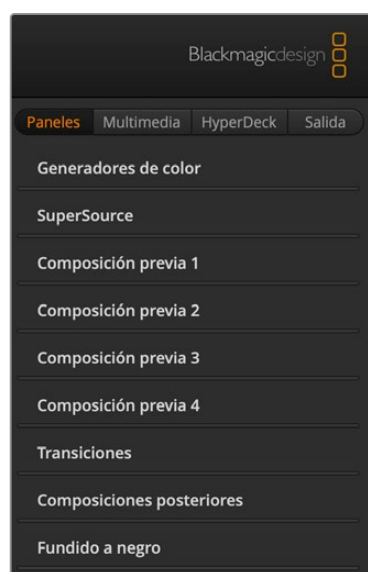 Blackmagicdesign
Paneles Multimedia HyperDeck Salida
Generadores de color
SuperSource
Composición previa 1
Composición previa 2
Composición previa 3
Composición previa 4
Transiciones
Composiciones posteriores
Fundido a negro